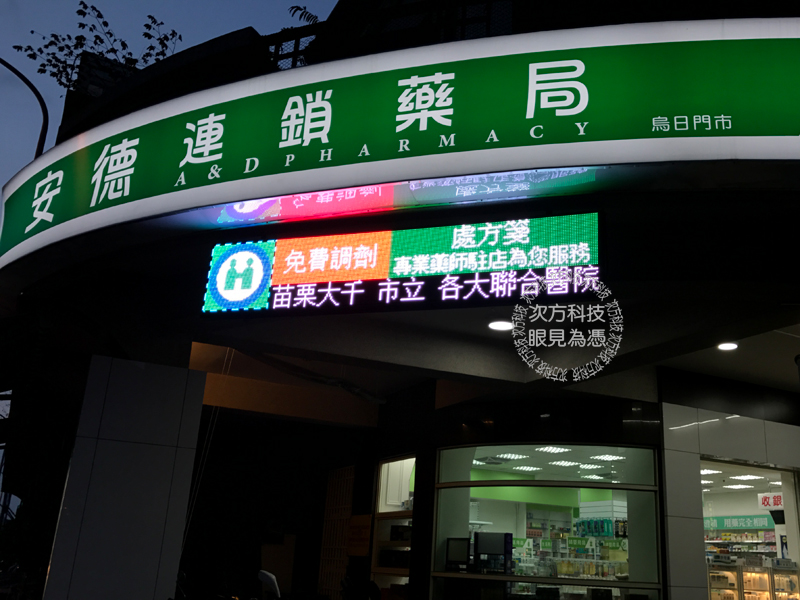 安德連鎖藥局
A & D PHARMACY
烏日門市
免費調劑
處方箋
專業藥師駐店為您服務
苗栗大千 市立 各大聯合醫院
次方科技
眼見為憑
收銀